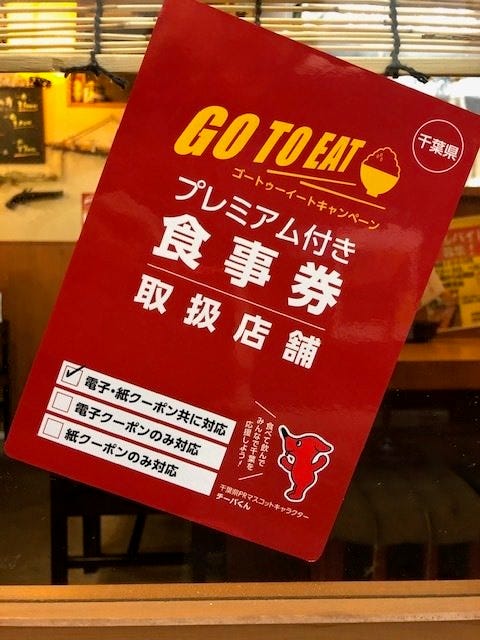 GO TO EAT
千葉県
ゴートゥーイートキャンペーン
プレミアム付き
食事券
取扱店舗
電子・紙クーポン共に対応
電子クーポンのみ対応
紙クーポンのみ対応
食べて飲んで
みんなで千葉を
応援しよう!
千葉県PRマスコットキャラクター
チーバくん